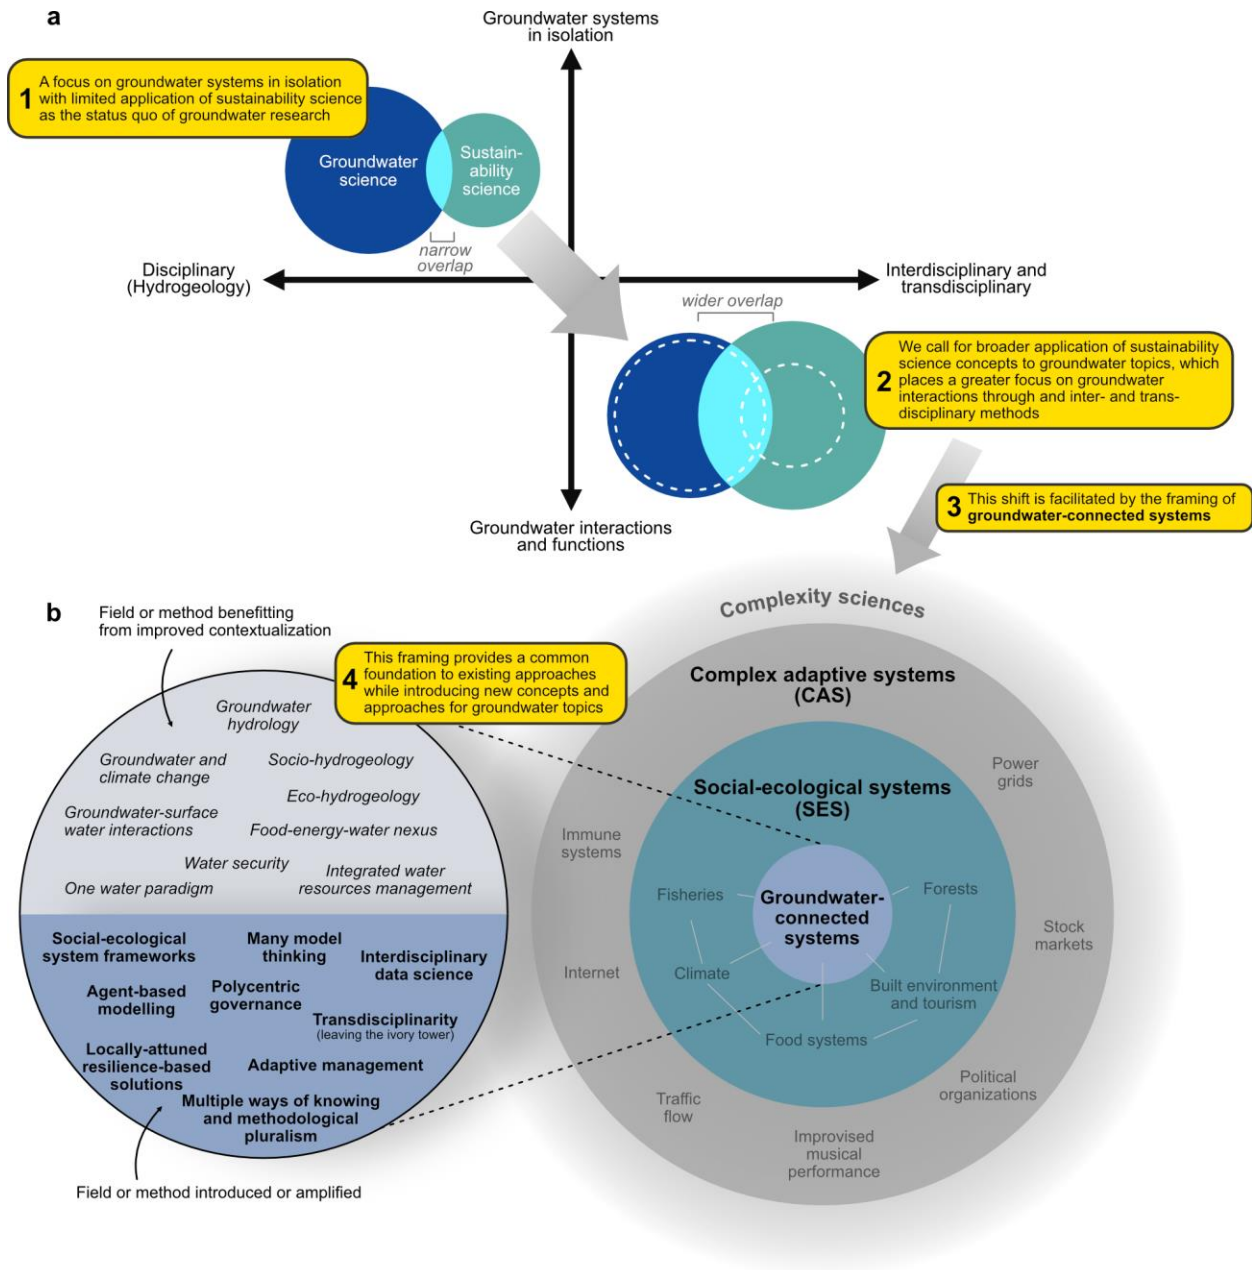 a
Groundwater systems
in isolation
1
A focus on groundwater systems in isolation
with limited application of sustainability science
as the status quo of groundwater research
Groundwater
science
Sustain-
ability
science
narrow
overlap
Disciplinary
(Hydrogeology)
Interdisciplinary and
transdisciplinary
wider overlap
2
We call for broader application of sustainability
science concepts to groundwater topics, which
places a greater focus on groundwater
interactions through and inter- and trans-
disciplinary methods
3
This shift is facilitated by the framing of
groundwater-connected systems
Groundwater interactions
and functions
b
Field or method benefitting
from improved contextualization
4
This framing provides a common
foundation to existing approaches
while introducing new concepts and
approaches for groundwater topics
Groundwater
hydrology
Groundwater and
climate change
Socio-hydrogeology
Eco-hydrogeology
Groundwater-surface
water interactions
Food-energy-water nexus
Water security
One water paradigm
Integrated water
resources management
Social-ecological
system frameworks
Many model
thinking
Interdisciplinary
data science
Agent-based
modelling
Polycentric
governance
Transdisciplinarity
(leaving the ivory tower)
Locally-attuned
resilience-based
solutions
Adaptive management
Multiple ways of knowing
and methodological
pluralism
Field or method introduced or amplified
Complexity sciences
Complex adaptive systems
(CAS)
Power
grids
Social-ecological systems
(SES)
Immune
systems
Fisheries
Forests
Groundwater-
connected
systems
Stock
markets
Internet
Climate
Built environment
and tourism
Food systems
Traffic
flow
Political
organizations
Improvised
musical
performance